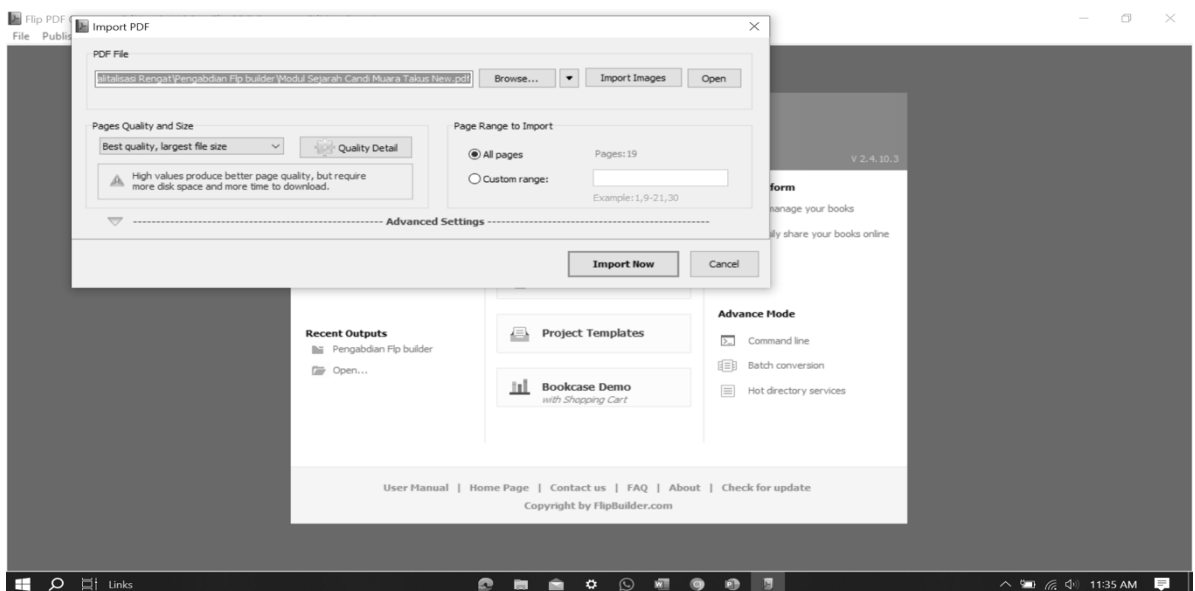 Flip PDF
File Publis
Import PDF
PDF File
alitalisasi Rengat\Pengabdian Flp builder\Modul Sejarah Candi Muara Takus New.pdf
Browse...
Import Images
Open
Pages Quality and Size
Best quality, largest file size
Quality Detail
High values produce better page quality, but require
more disk space and more time to download.
Page Range to Import
All pages
Pages:19
Custom range:
Example:1,9-21,30
Advanced Settings
Import Now
Cancel
V 2.4.10.3
form
manage your books
ily share your books online
Recent Outputs
Pengabdian Flp builder
Open...
Project Templates
Bookcase Demo
with Shopping Cart
Advance Mode
Command line
Batch conversion
Hot directory services
User Manual | Home Page | Contact us | FAQ | About | Check for update
Copyright by FlipBuilder.com
Links
11:35 AM